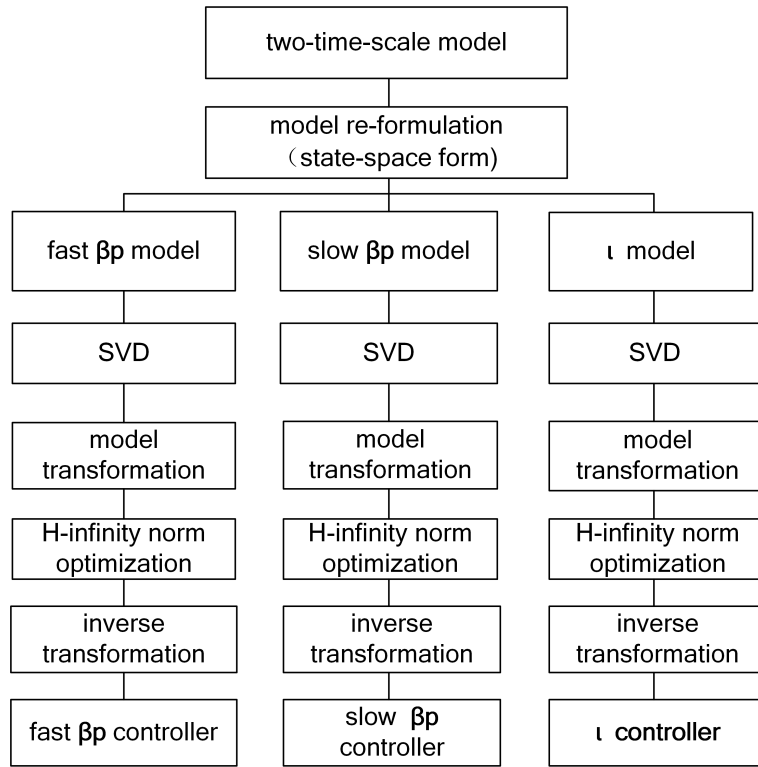 two-time-scale model
model re-formulation
（state-space form)
fast βp model
slow βp model
ι model
SVD
SVD
SVD
model
transformation
model
transformation
model
transformation
H-infinity norm
optimization
H-infinity norm
optimization
H-infinity norm
optimization
inverse
transformation
inverse
transformation
inverse
transformation
fast βp controller
slow βp
controller
ι controller